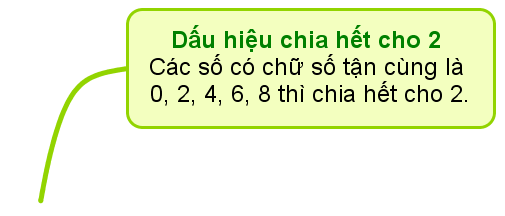 Dấu hiệu chia hết cho 2
Các số có chữ số tận cùng là
0, 2, 4, 6, 8 thì chia hết cho 2.